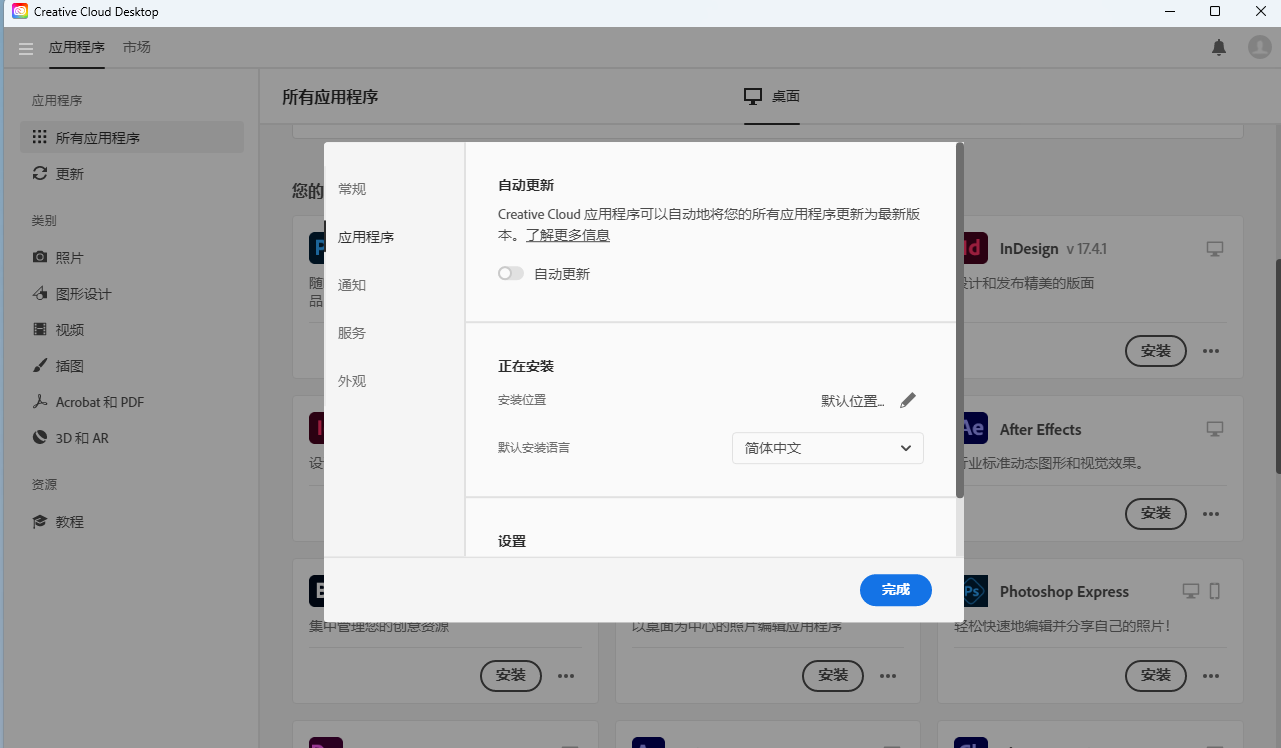 Creative Cloud Desktop
应用程序 市场
应用程序
所有应用程序
更新
类别
照片
图形设计
视频
插图
Acrobat 和 PDF
3D 和 AR
资源
教程
所有应用程序
桌面
您的
常规
应用程序
通知
服务
外观
自动更新
Creative Cloud 应用程序可以自动地将您的所有应用程序更新为最新版
本。了解更多信息
自动更新
正在安装
安装位置
默认位置...
默认安装语言
简体中文
设置
完成
随
品
InDesign v 17.4.1
设计和发布精美的版面
安装
设
Ae
After Effects
行业标准动态图形和视觉效果。
安装
集中管理您的创意资源
安装
以桌面为中心的照片编辑应用程序
安装
Ps
Photoshop Express
轻松快速地编辑并分享自己的照片！
安装